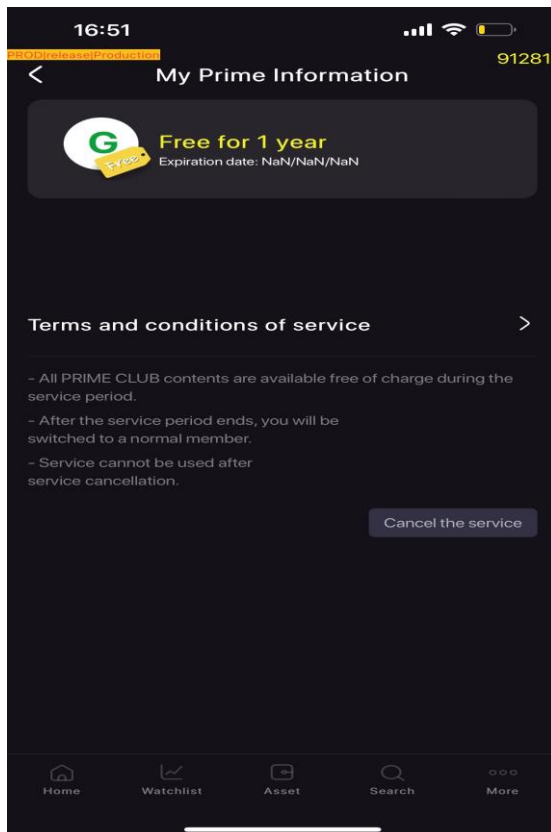 16:51
PROD|release|Production
91281
My Prime Information
G
Free
Free for 1 year
Expiration date: NaN/NaN/NaN
Terms and conditions of service
- All PRIME CLUB contents are available free of charge during the
service period.
- After the service period ends, you will be
switched to a normal member.
- Service cannot be used after
service cancellation.
Cancel the service
Home Watchlist Asset Search More